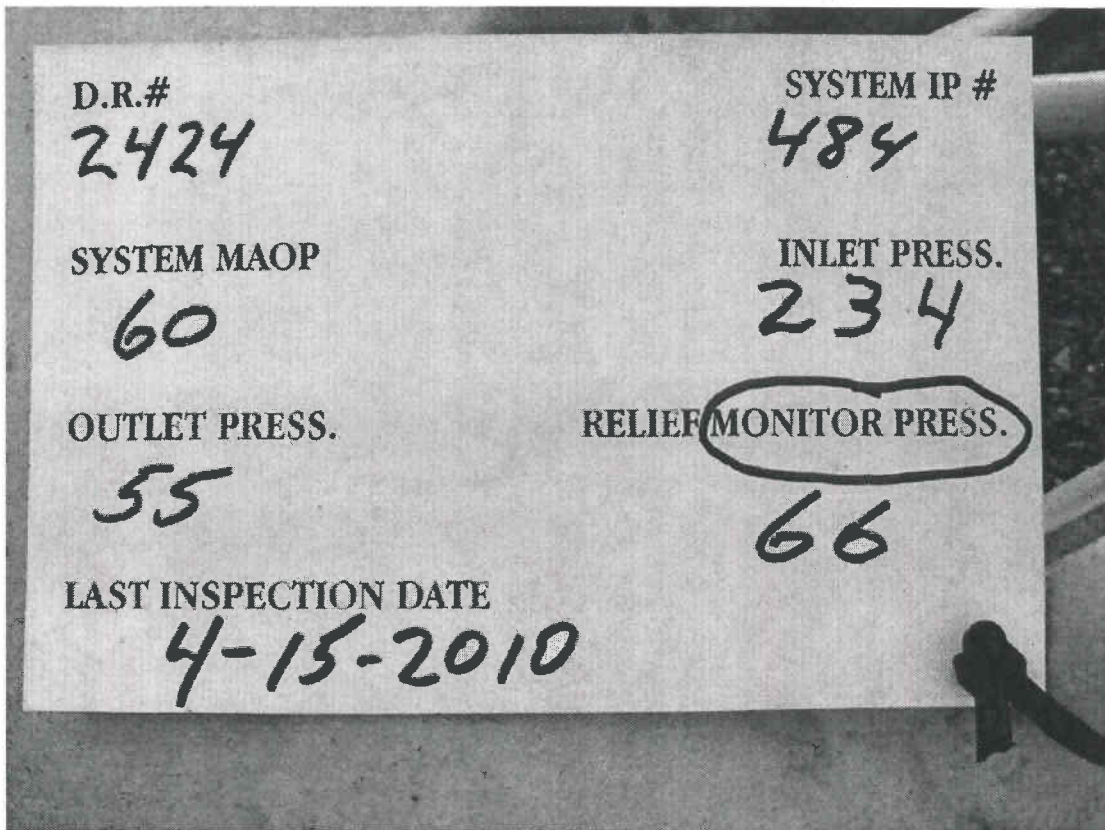 D.R.# SYSTEM IP #
2424 484
SYSTEM MAOP INLET PRESS.
60 234
OUTLET PRESS. RELIEF MONITOR PRESS.
55 66
LAST INSPECTION DATE
4-15-2010